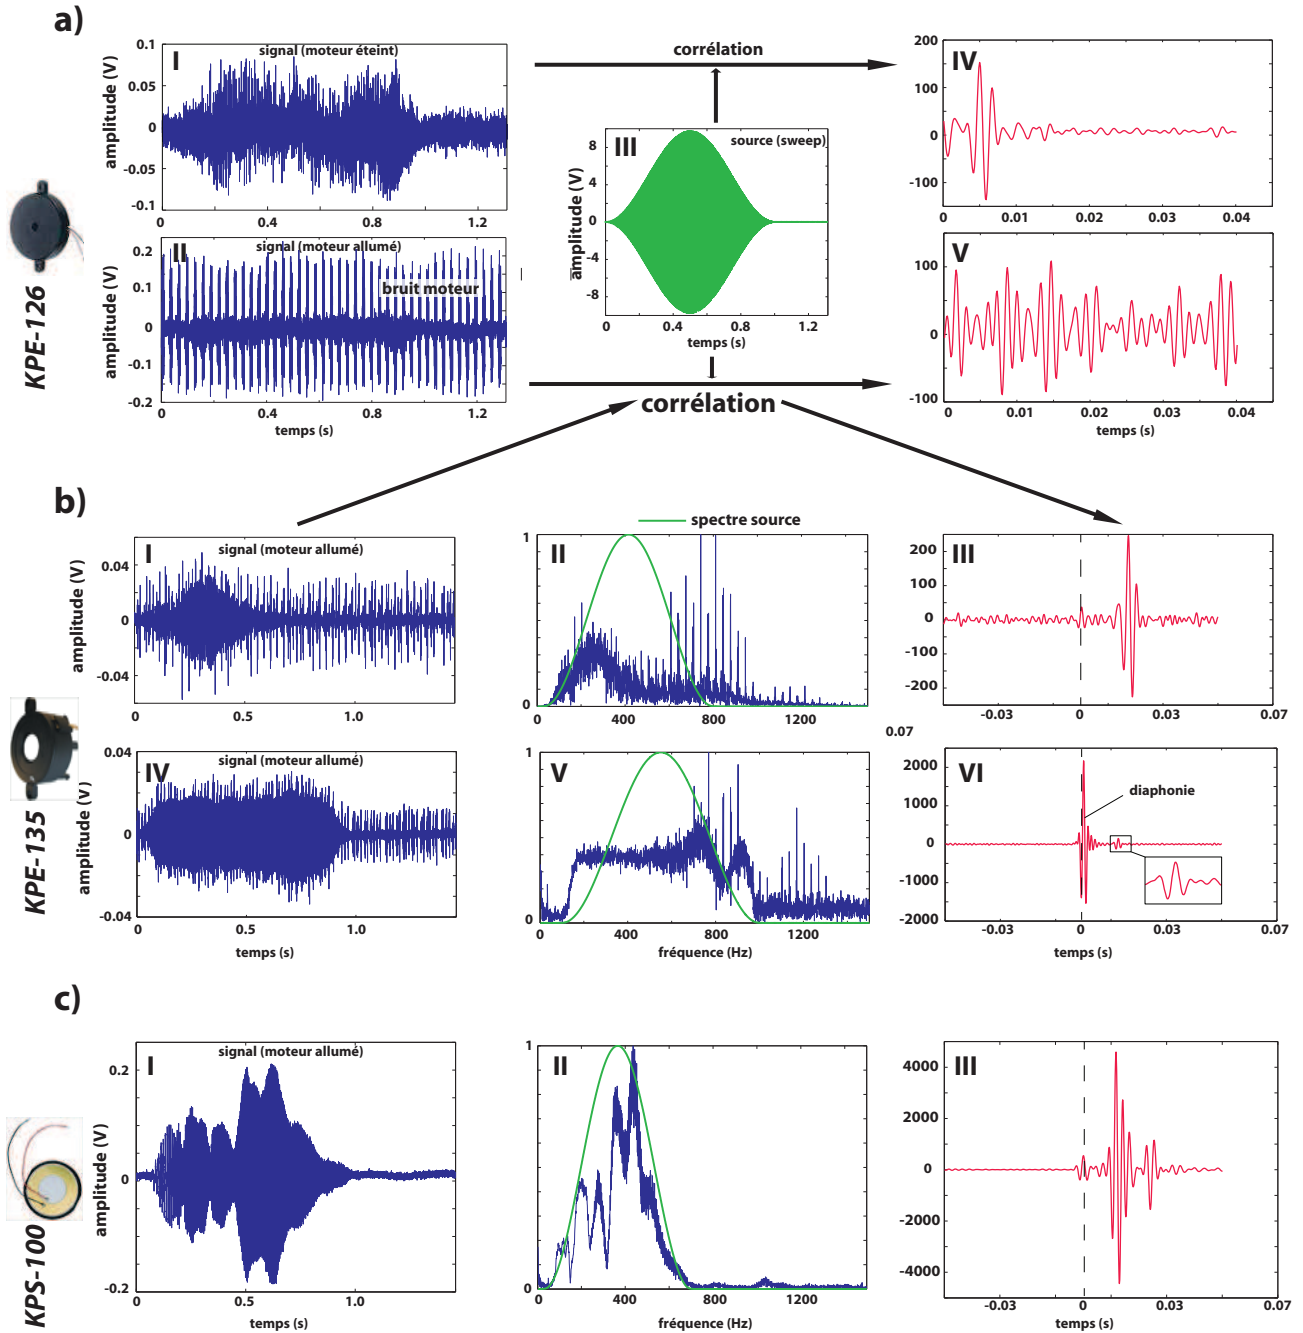 a)
I
signal (moteur éteint)
amplitude (V)
0.1
0.05
0
-0.05
-0.1
0
0.4
0.8
1.2
corrélation
III
source (sweep)
amplitude (V)
8
4
0
-4
-8
0
0.5
1.0
temps (s)
IV
200
100
0
-100
0
0.01
0.02
0.03
0.04
KPE-126
II
signal (moteur allumé)
bruit moteur
amplitude (V)
0.2
0.1
0
-0.1
-0.2
0
0.4
0.8
1.2
temps (s)
corrélation
V
100
0
-100
0
0.01
0.02
0.03
0.04
temps (s)
b)
I
signal (moteur allumé)
amplitude (V)
0.04
0
-0.04
0
0.5
1.0
spectre source
II
1
0
0
400
800
1200
III
200
100
0
-100
-200
-0.03
0
0.03
0.07
KPE-135
IV
signal (moteur allumé)
amplitude (V)
0.04
0
-0.04
0
0.5
1.0
temps (s)
V
1
0
0
400
800
1200
fréquence (Hz)
0.07
VI
diaphonie
2000
1000
0
-1000
-2000
-0.03
0
0.03
0.07
temps (s)
c)
KPS-100
I
signal (moteur allumé)
amplitude (V)
0.2
0.1
0
-0.1
-0.2
0
0.5
1.0
temps (s)
II
1
0
0
400
800
1200
fréquence (Hz)
III
4000
2000
0
-2000
-4000
-0.03
0
0.03
0.07
temps (s)